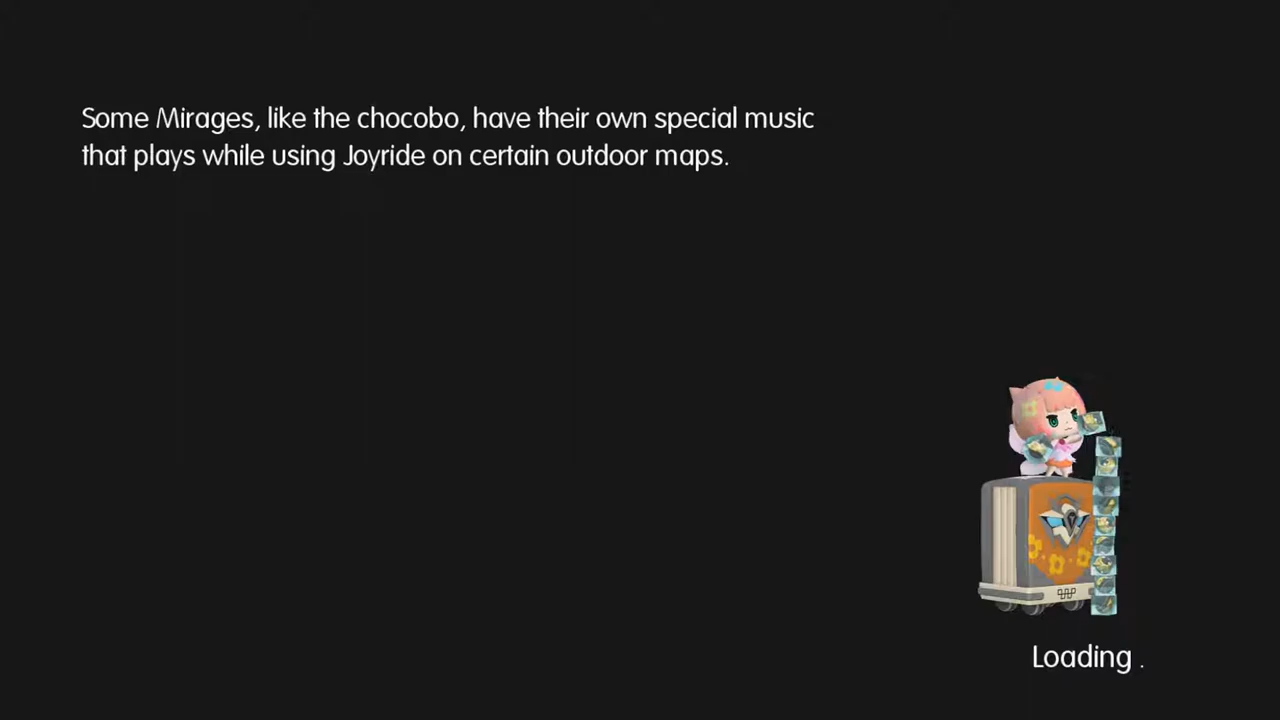 Some Mirages, like the chocobo, have their own special music
that plays while using Joyride on certain outdoor maps.
Loading .